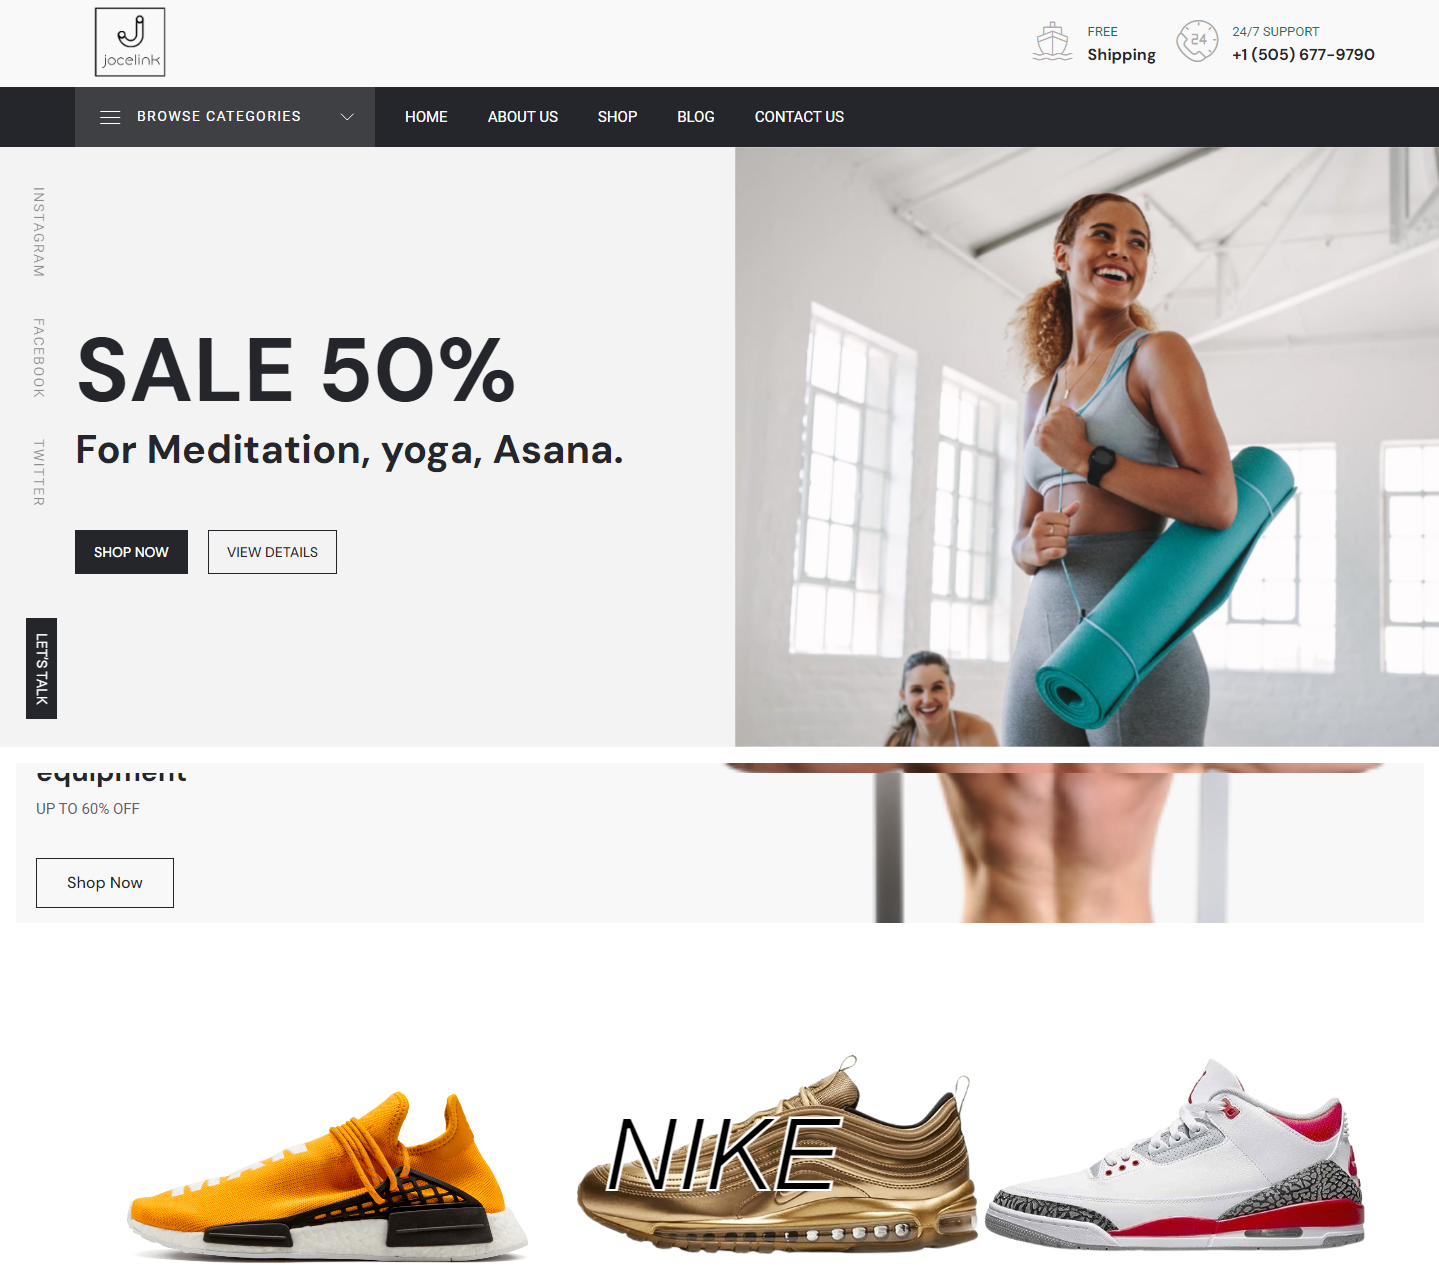 jocelink
FREE
Shipping
24/7 SUPPORT
+1 (505) 677-9790
24
BROWSE CATEGORIES
HOME
ABOUT US
SHOP
BLOG
CONTACT US
INSTAGRAM
FACEBOOK
TWITTER
LET'S TALK
SALE 50%
For Meditation, yoga, Asana.
SHOP NOW
VIEW DETAILS
equipment
UP TO 60% OFF
Shop Now
NIKE